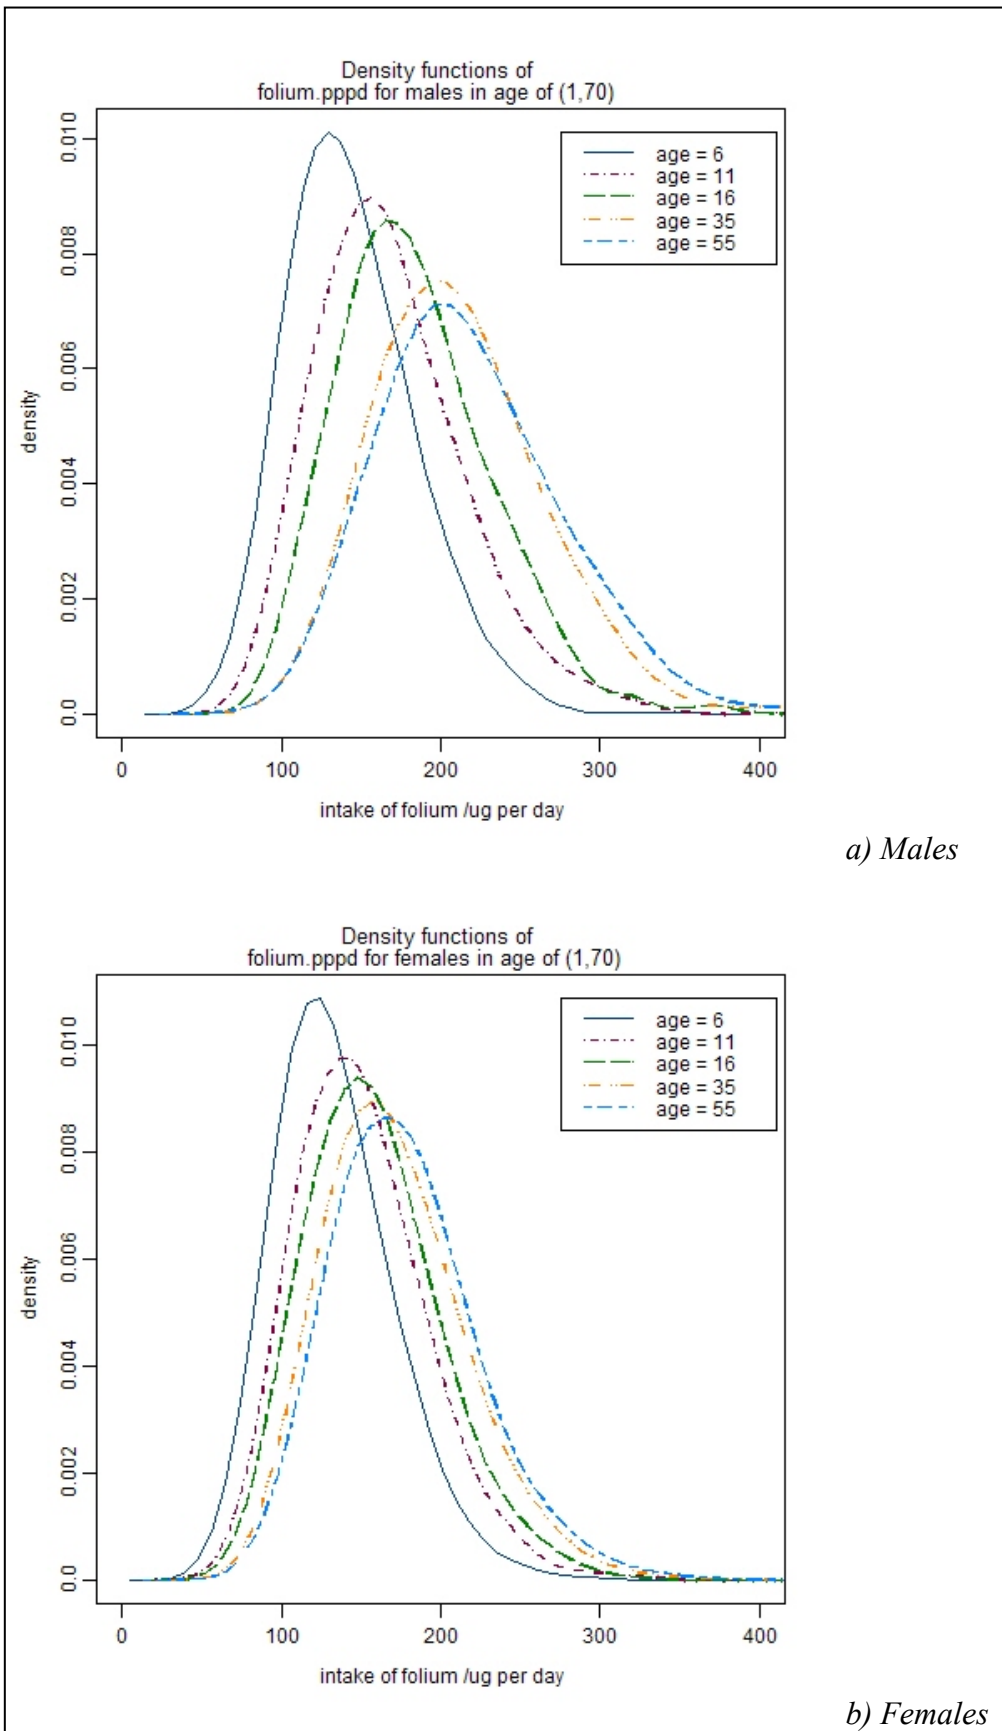 Density functions of
folium.pppd for males in age of (1,70)
age = 6
age = 11
age = 16
age = 35
age = 55
0.010
0.008
0.006
0.004
0.002
0.0
density
0 100 200 300 400
intake of folium /ug per day
a) Males
Density functions of
folium.pppd for females in age of (1,70)
age = 6
age = 11
age = 16
age = 35
age = 55
0.010
0.008
0.006
0.004
0.002
0.0
density
0 100 200 300 400
intake of folium /ug per day
b) Females